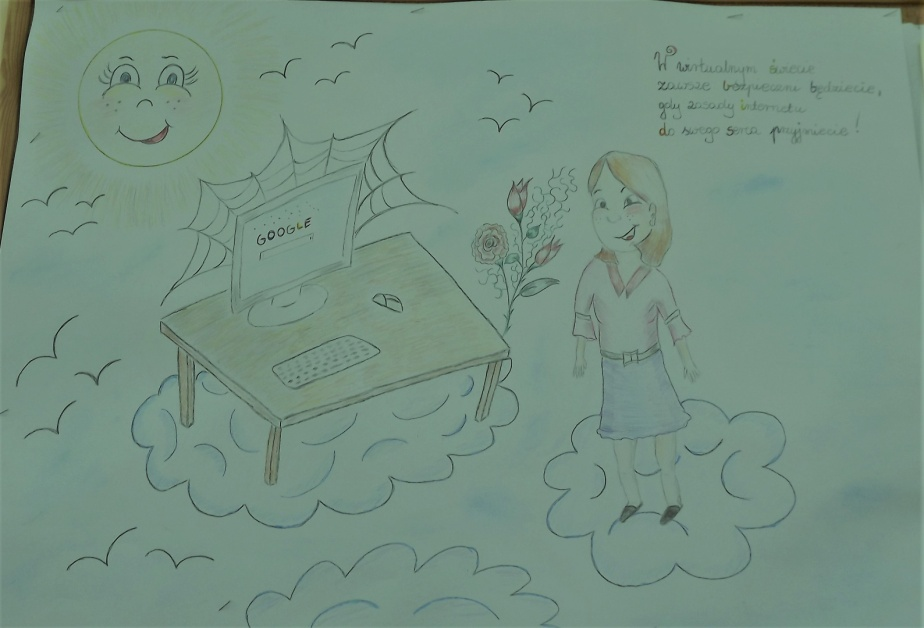 W wirtualnym świecie
zawsze bezpieczni będziecie,
gdy zasady internetu
do swego serca przyjmiecie!
GOOGLE